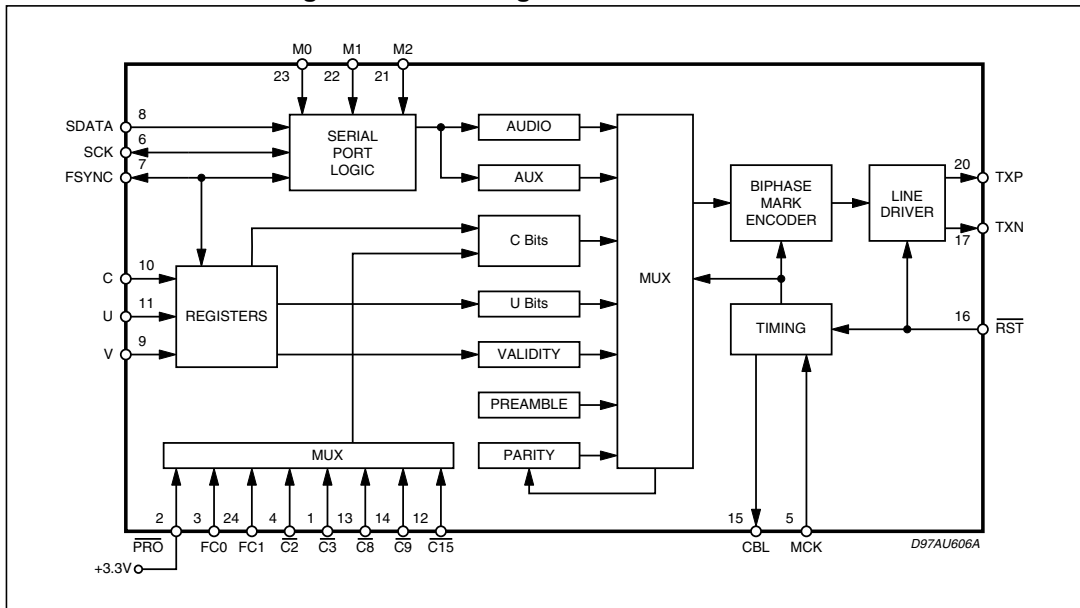 M0 M1 M2
23 22 21
8
SDATA
6
SCK
7
FSYNC
SERIAL
PORT
LOGIC
AUDIO
AUX
C Bits
U Bits
VALIDITY
PREAMBLE
PARITY
MUX
BIPHASE
MARK
ENCODER
LINE
DRIVER
20
TXP
TXN
17
10
C
11
U
9
V
REGISTERS
TIMING
16
RST
MUX
2 3 24 4 1 13 14 12
PRO FC0 FC1 C2 C3 C8 C9 C15
+3.3V
15 5
CBL MCK
D97AU606A